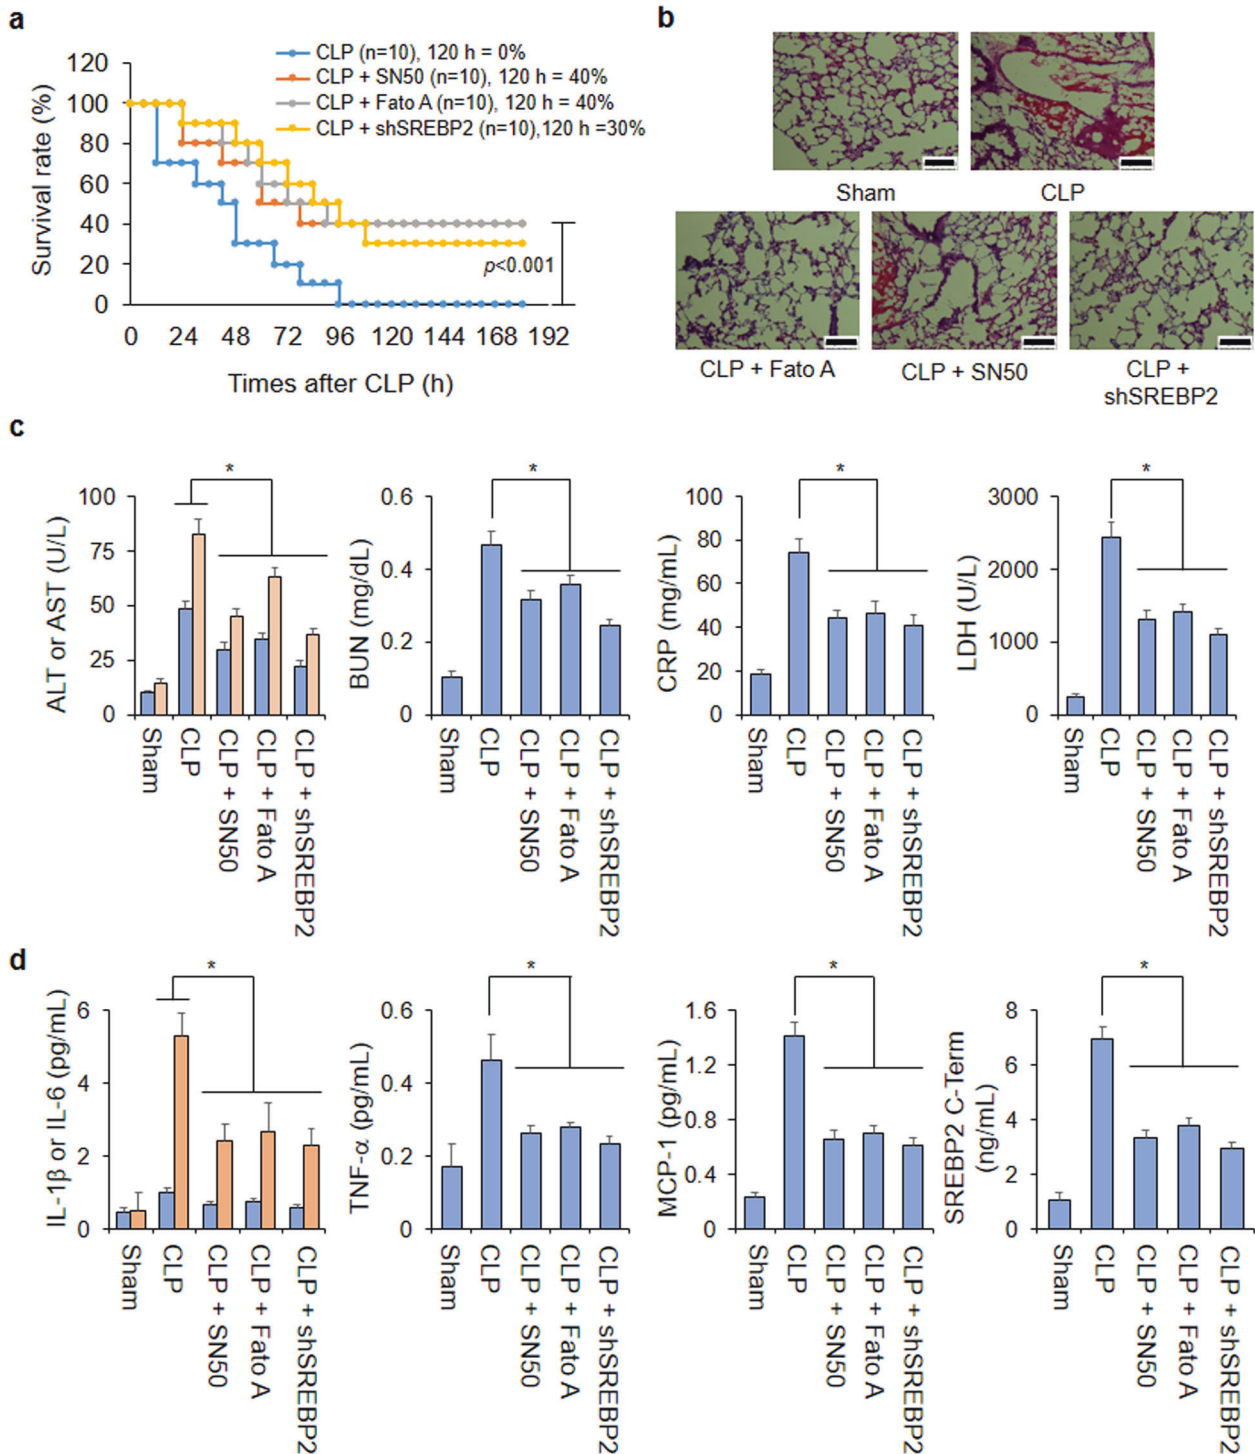 a
CLP (n=10), 120 h = 0%
CLP + SN50 (n=10), 120 h = 40%
CLP + Fato A (n=10), 120 h = 40%
CLP + shSREBP2 (n=10),120 h =30%
Survival rate (%)
120
100
80
60
40
20
0
p<0.001
0 24 48 72 96 120 144 168 192
Times after CLP (h)
b
Sham
CLP
CLP + Fato A
CLP + SN50
CLP +
shSREBP2
c
ALT or AST (U/L)
100
75
50
25
0
*
Sham
CLP
CLP + SN50
CLP + Fato A
CLP + shSREBP2
BUN (mg/dL)
0.6
0.4
0.2
0
*
Sham
CLP
CLP + SN50
CLP + Fato A
CLP + shSREBP2
CRP (mg/mL)
100
80
60
40
20
0
*
Sham
CLP
CLP + SN50
CLP + Fato A
CLP + shSREBP2
LDH (U/L)
3000
2000
1000
0
*
Sham
CLP
CLP + SN50
CLP + Fato A
CLP + shSREBP2
d
IL-1β or IL-6 (pg/mL)
6
4
2
0
*
Sham
CLP
CLP + SN50
CLP + Fato A
CLP + shSREBP2
TNF-α (pg/mL)
0.6
0.4
0.2
0
*
Sham
CLP
CLP + SN50
CLP + Fato A
CLP + shSREBP2
MCP-1 (pg/mL)
1.6
1.2
0.8
0.4
0
*
Sham
CLP
CLP + SN50
CLP + Fato A
CLP + shSREBP2
SREBP2 C-Term
(ng/mL)
8
6
4
2
0
*
Sham
CLP
CLP + SN50
CLP + Fato A
CLP + shSREBP2